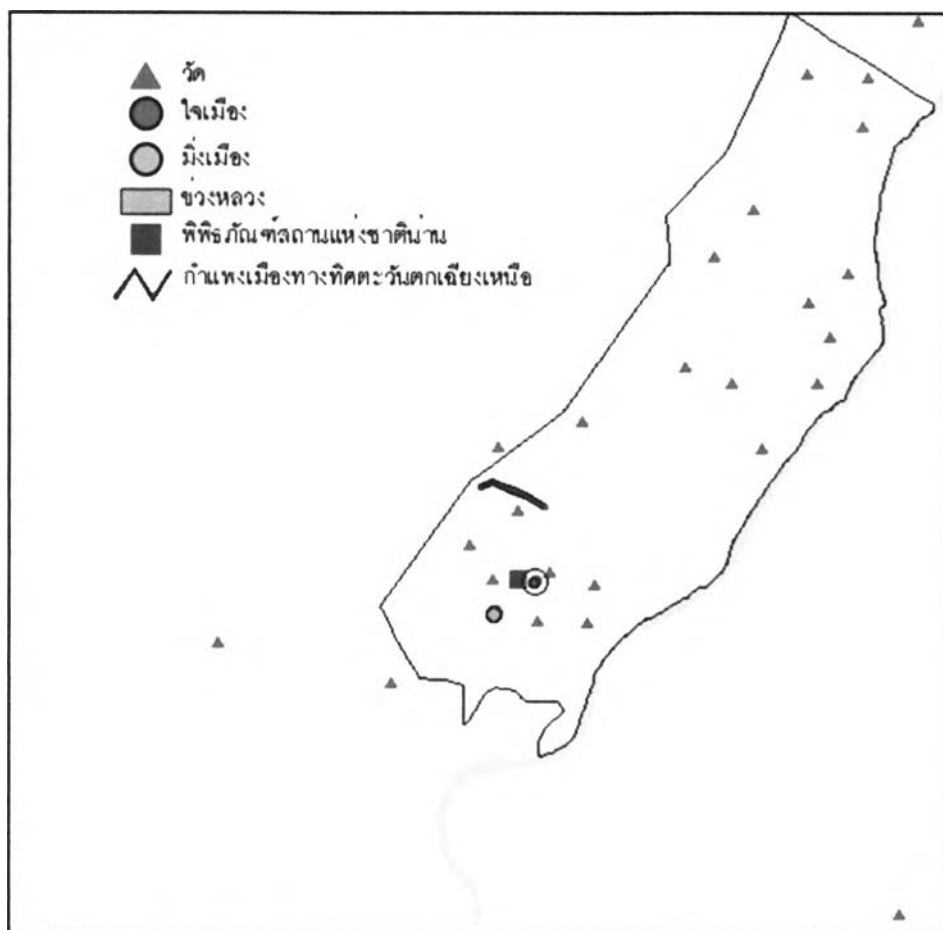 วัด
ใจเมือง
มิ่งเมือง
ข่วงหลวง
พิพิธภัณฑ์สถานแห่งชาติน่าน
กำแพงเมืองทางทิศตะวันตกเฉียงเหนือ